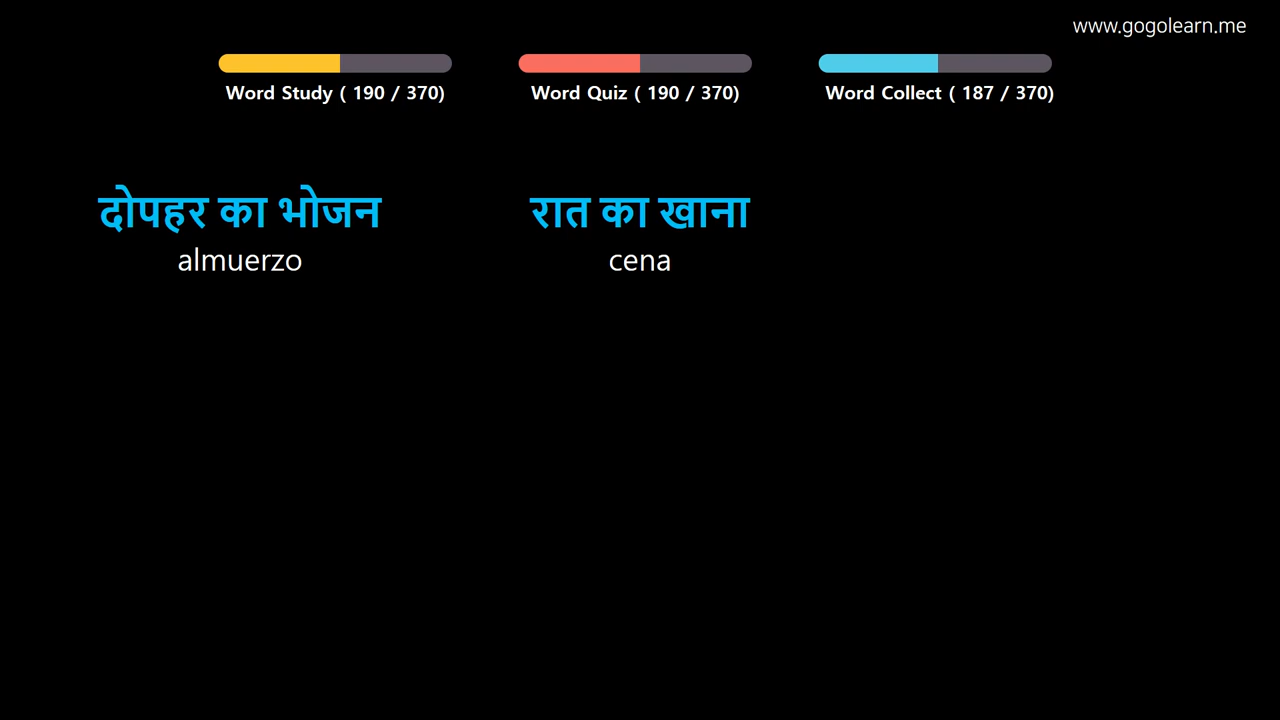 www.gogolearn.me
Word Study ( 190 / 370)
Word Quiz ( 190 / 370)
Word Collect ( 187 / 370)
दोपहर का भोजन
almuerzo
रात का खाना
cena